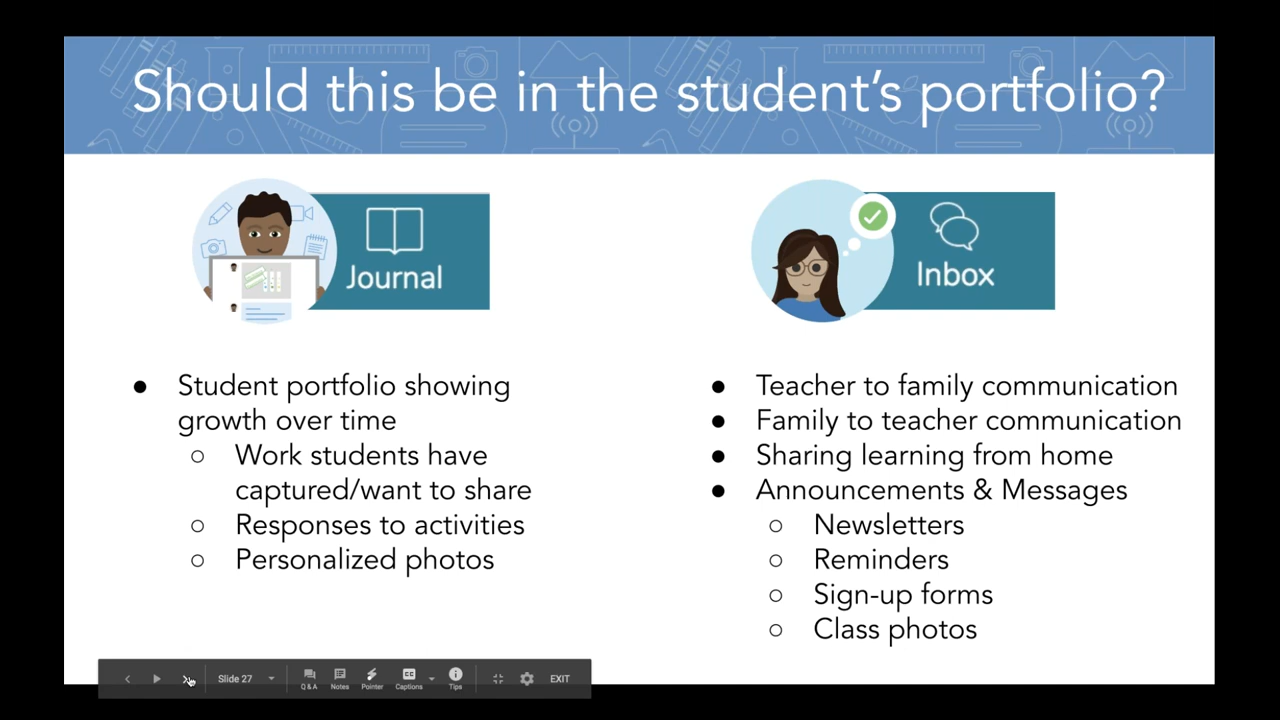 Should this be in the student's portfolio?
Journal
● Student portfolio showing
growth over time
○ Work students have
captured/want to share
○ Responses to activities
○ Personalized photos
Inbox
● Teacher to family communication
● Family to teacher communication
● Sharing learning from home
● Announcements & Messages
○ Newsletters
○ Reminders
○ Sign-up forms
○ Class photos
Slide 27
Q & A
Notes
Pointer
CC
Captions
Tips
EXIT